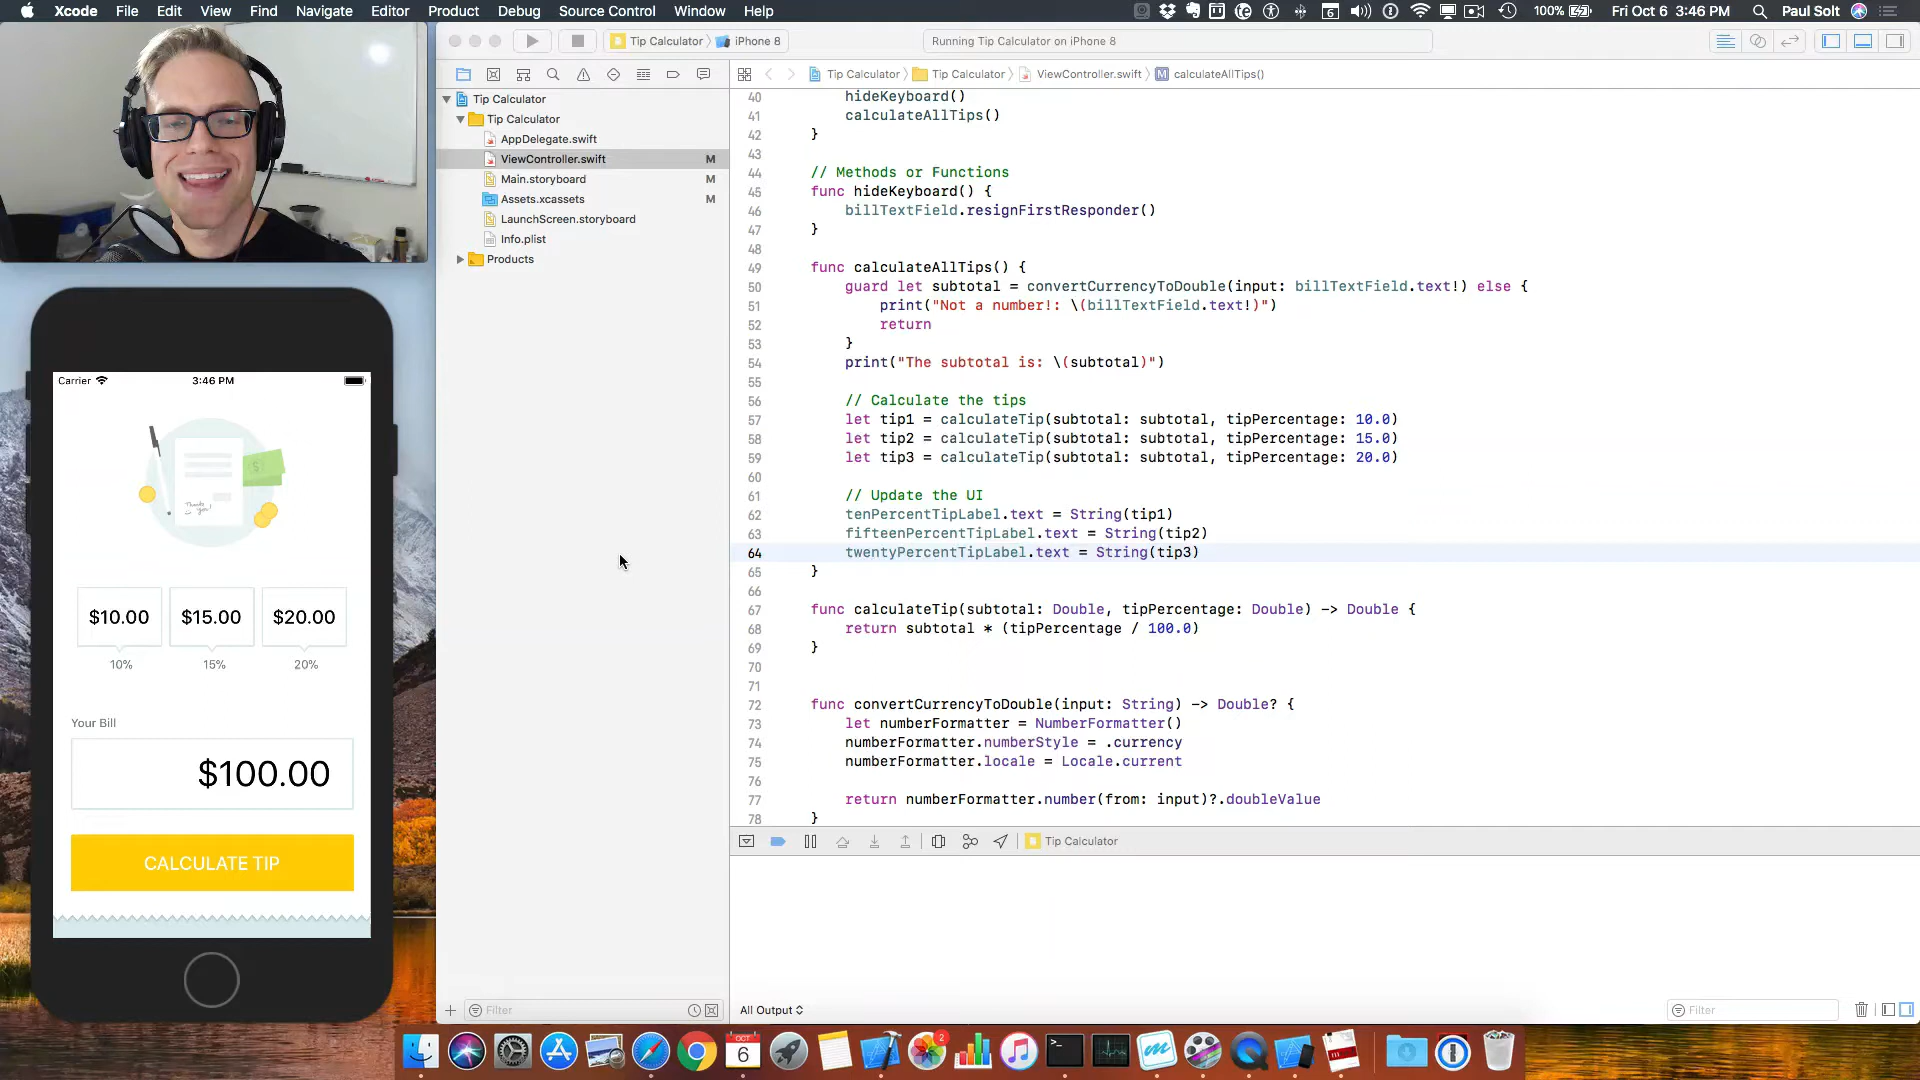 Xcode File Edit View Find Navigate Editor Product Debug Source Control Window Help
6 100% Fri Oct 6 3:46 PM Paul Solt
Tip Calculator iPhone 8
Running Tip Calculator on iPhone 8
Tip Calculator Tip Calculator ViewController.swift M calculateAllTips()
Tip Calculator
Tip Calculator
AppDelegate.swift
ViewController.swift M
Main.storyboard M
Assets.xcassets M
LaunchScreen.storyboard
Info.plist
Products
Filter
40 hideKeyboard()
41 calculateAllTips()
42 }
43
44 // Methods or Functions
45 func hideKeyboard() {
46 billTextField.resignFirstResponder()
47 }
48
49 func calculateAllTips() {
50 guard let subtotal = convertCurrencyToDouble(input: billTextField.text!) else {
51 print("Not a number!: \(billTextField.text!)")
52 return
53 }
54 print("The subtotal is: \(subtotal)")
55
56 // Calculate the tips
57 let tip1 = calculateTip(subtotal: subtotal, tipPercentage: 10.0)
58 let tip2 = calculateTip(subtotal: subtotal, tipPercentage: 15.0)
59 let tip3 = calculateTip(subtotal: subtotal, tipPercentage: 20.0)
60
61 // Update the UI
62 tenPercentTipLabel.text = String(tip1)
63 fifteenPercentTipLabel.text = String(tip2)
64 twentyPercentTipLabel.text = String(tip3)
65 }
66
67 func calculateTip(subtotal: Double, tipPercentage: Double) -> Double {
68 return subtotal * (tipPercentage / 100.0)
69 }
70
71
72 func convertCurrencyToDouble(input: String) -> Double? {
73 let numberFormatter = NumberFormatter()
74 numberFormatter.numberStyle = .currency
75 numberFormatter.locale = Locale.current
76
77 return numberFormatter.number(from: input)?.doubleValue
78 }
Tip Calculator
All Output
Filter
Carrier 3:46 PM
Thank you!
$10.00 $15.00 $20.00
10% 15% 20%
Your Bill
$100.00
CALCULATE TIP
OCT
6
2